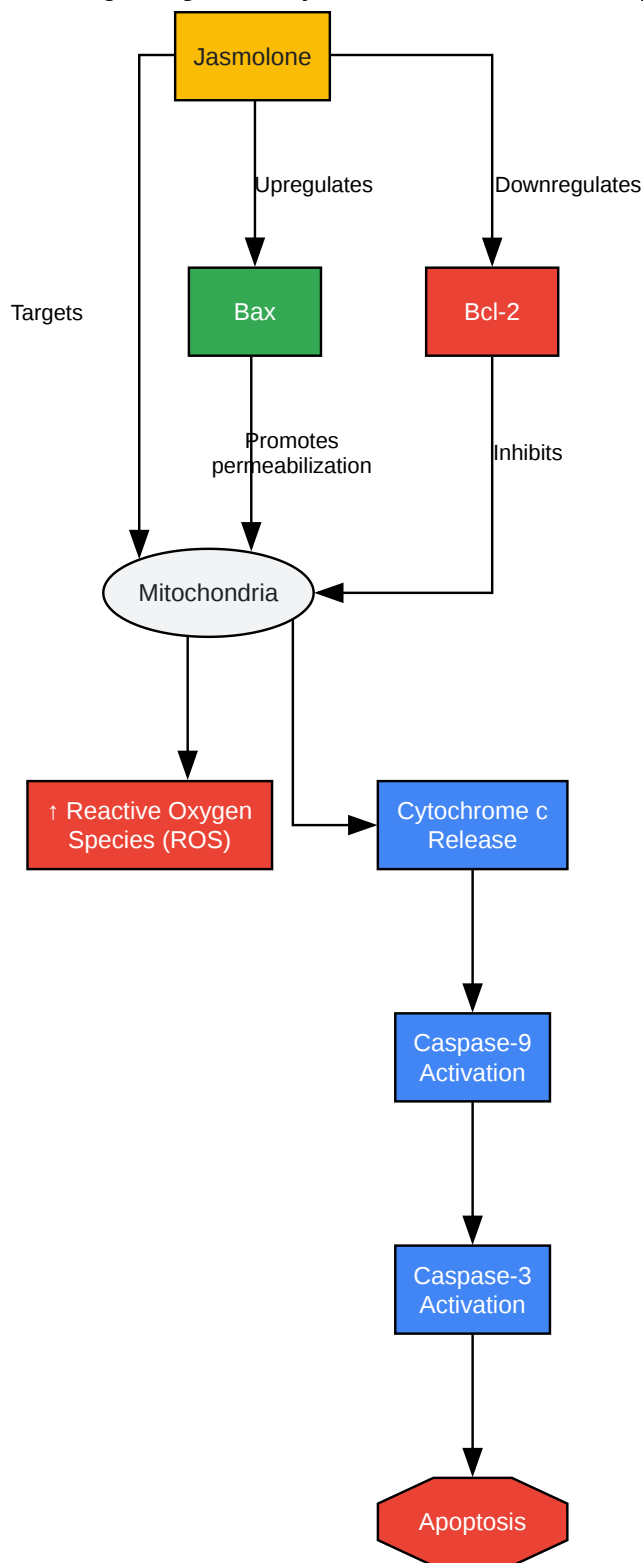 Jasmolone
Upregulates
Downregulates
Targets
Bax
Bcl-2
Promotes
permeabilization
Inhibits
Mitochondria
↑ Reactive Oxygen
Species (ROS)
Cytochrome c
Release
Caspase-9
Activation
Caspase-3
Activation
Apoptosis